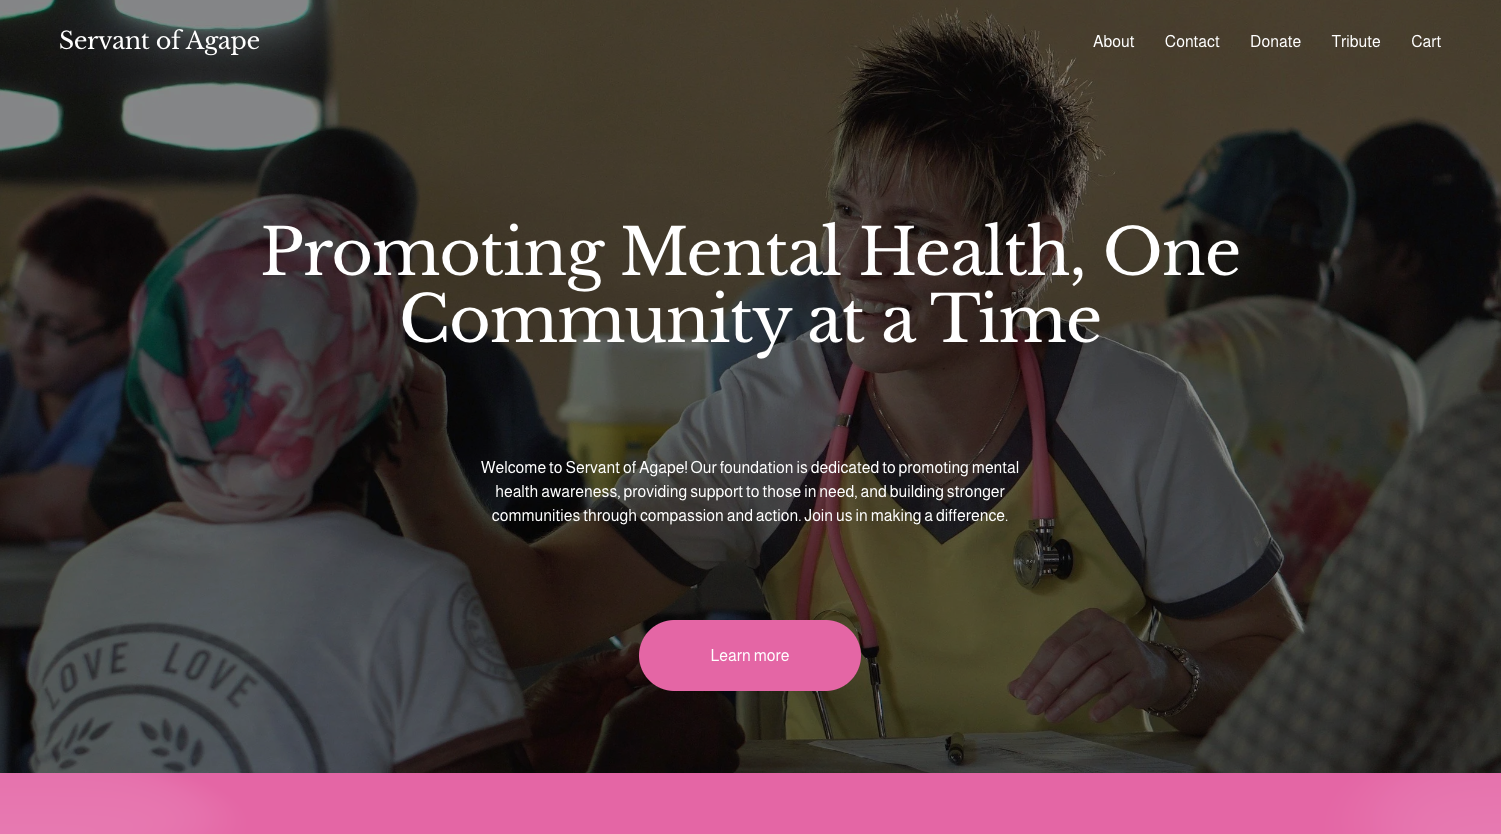 Servant of Agape
About Contact Donate Tribute Cart
Promoting Mental Health, One
Community at a Time
Welcome to Servant of Agape! Our foundation is dedicated to promoting mental
health awareness, providing support to those in need, and building stronger
communities through compassion and action. Join us in making a difference.
Learn more
LOVE LOVE LOVE